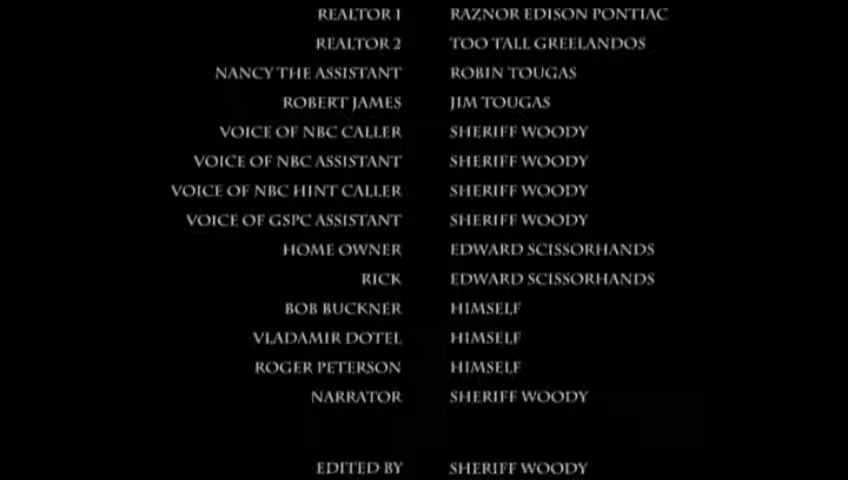 REALTOR 1 RAZNOR EDISON PONTIAC
REALTOR 2 TOO TALL GREELANDOS
NANCY THE ASSISTANT ROBIN TOUGAS
ROBERT JAMES JIM TOUGAS
VOICE OF NBC CALLER SHERIFF WOODY
VOICE OF NBC ASSISTANT SHERIFF WOODY
VOICE OF NBC HINT CALLER SHERIFF WOODY
VOICE OF GSPC ASSISTANT SHERIFF WOODY
HOME OWNER EDWARD SCISSORHANDS
RICK EDWARD SCISSORHANDS
BOB BUCKNER HIMSELF
VLADAMIR DOTEL HIMSELF
ROGER PETERSON HIMSELF
NARRATOR SHERIFF WOODY
EDITED BY SHERIFF WOODY